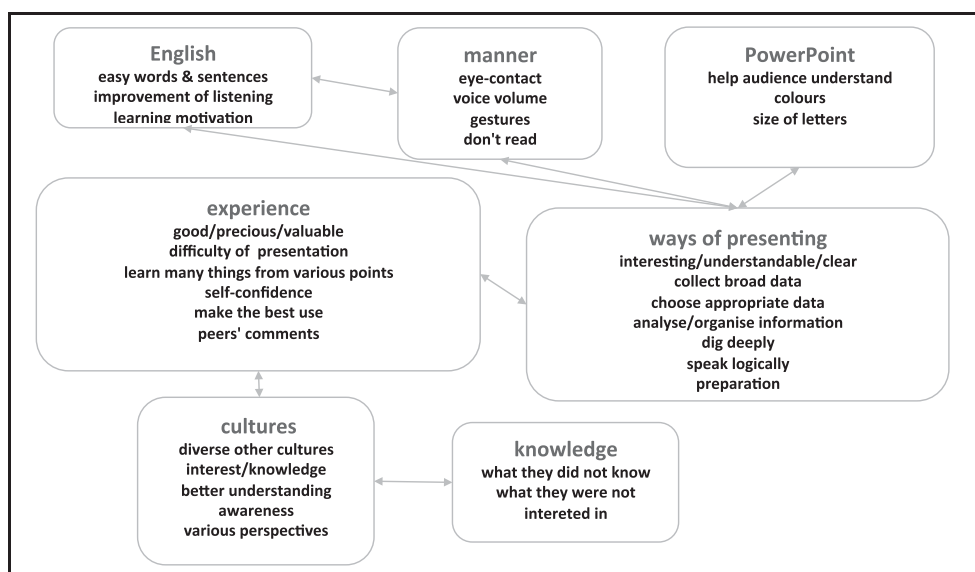 English
easy words & sentences
improvement of listening
learning motivation
manner
eye-contact
voice volume
gestures
don't read
PowerPoint
help audience understand
colours
size of letters
experience
good/precious/valuable
difficulty of presentation
learn many things from various points
self-confidence
make the best use
peers' comments
ways of presenting
interesting/understandable/clear
collect broad data
choose appropriate data
analyse/organise information
dig deeply
speak logically
preparation
cultures
diverse other cultures
interest/knowledge
better understanding
awareness
various perspectives
knowledge
what they did not know
what they were not
intereted in